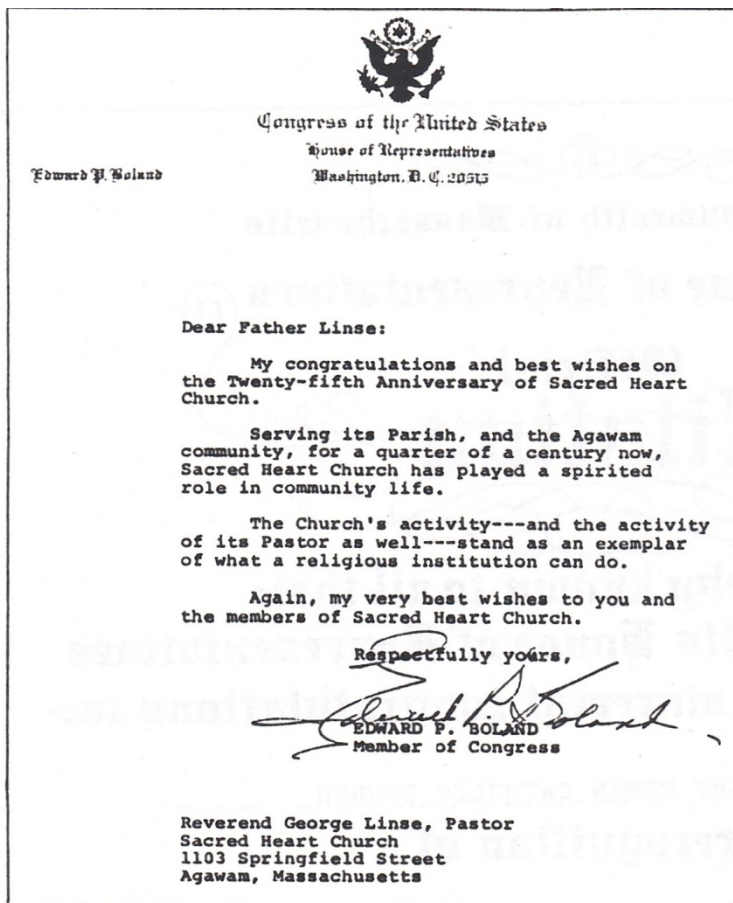 Congress of the United States
House of Representatives
Edward P. Boland
Washington, D.C. 20515
Dear Father Linse:
My congratulations and best wishes on
the Twenty-fifth Anniversary of Sacred Heart
Church.
Serving its Parish, and the Agawam
community, for a quarter of a century now,
Sacred Heart Church has played a spirited
role in community life.
The Church's activity---and the activity
of its Pastor as well---stand as an exemplar
of what a religious institution can do.
Again, my very best wishes to you and
the members of Sacred Heart Church.
Respectfully yours,
Edward P. Boland
EDWARD P. BOLAND
Member of Congress
Reverend George Linse, Pastor
Sacred Heart Church
1103 Springfield Street
Agawam, Massachusetts